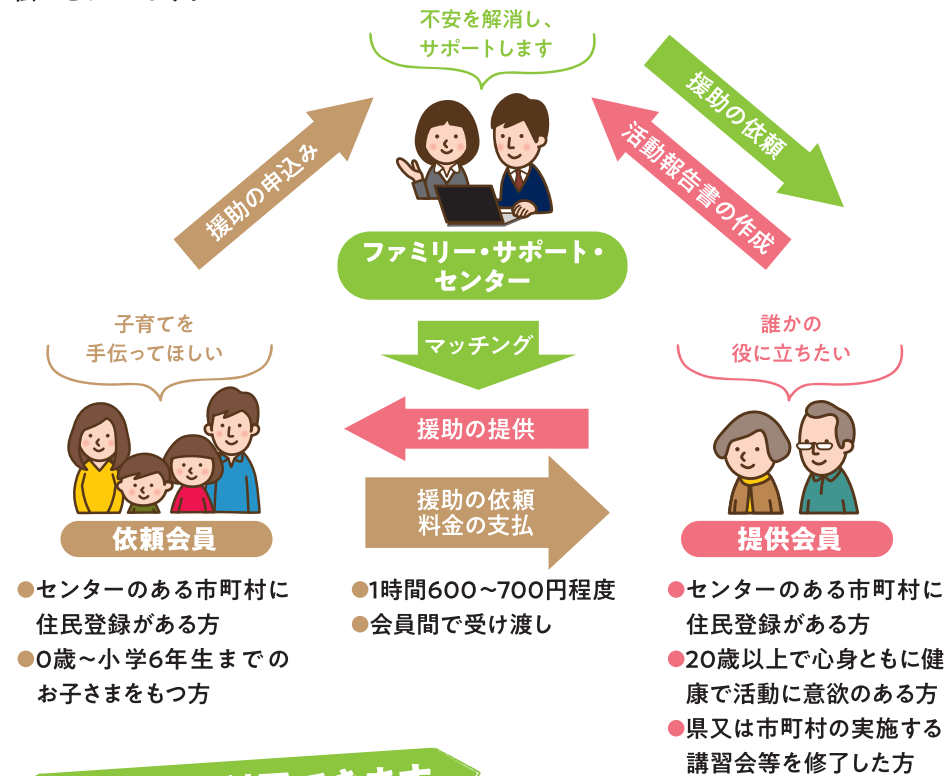 不安を解消し、
サポートします
援助の申込み
援助の依頼
活動報告書の作成
ファミリー・サポート・
センター
子育てを
手伝ってほしい
マッチング
誰かの
役に立ちたい
援助の提供
援助の依頼
料金の支払
依頼会員
提供会員
●センターのある市町村に
住民登録がある方
●0歳～小学6年生までの
お子さまをもつ方
●1時間600～700円程度
●会員間で受け渡し
●センターのある市町村に
住民登録がある方
●20歳以上で心身ともに健
康で活動に意欲のある方
●県又は市町村の実施する
講習会等を修了した方